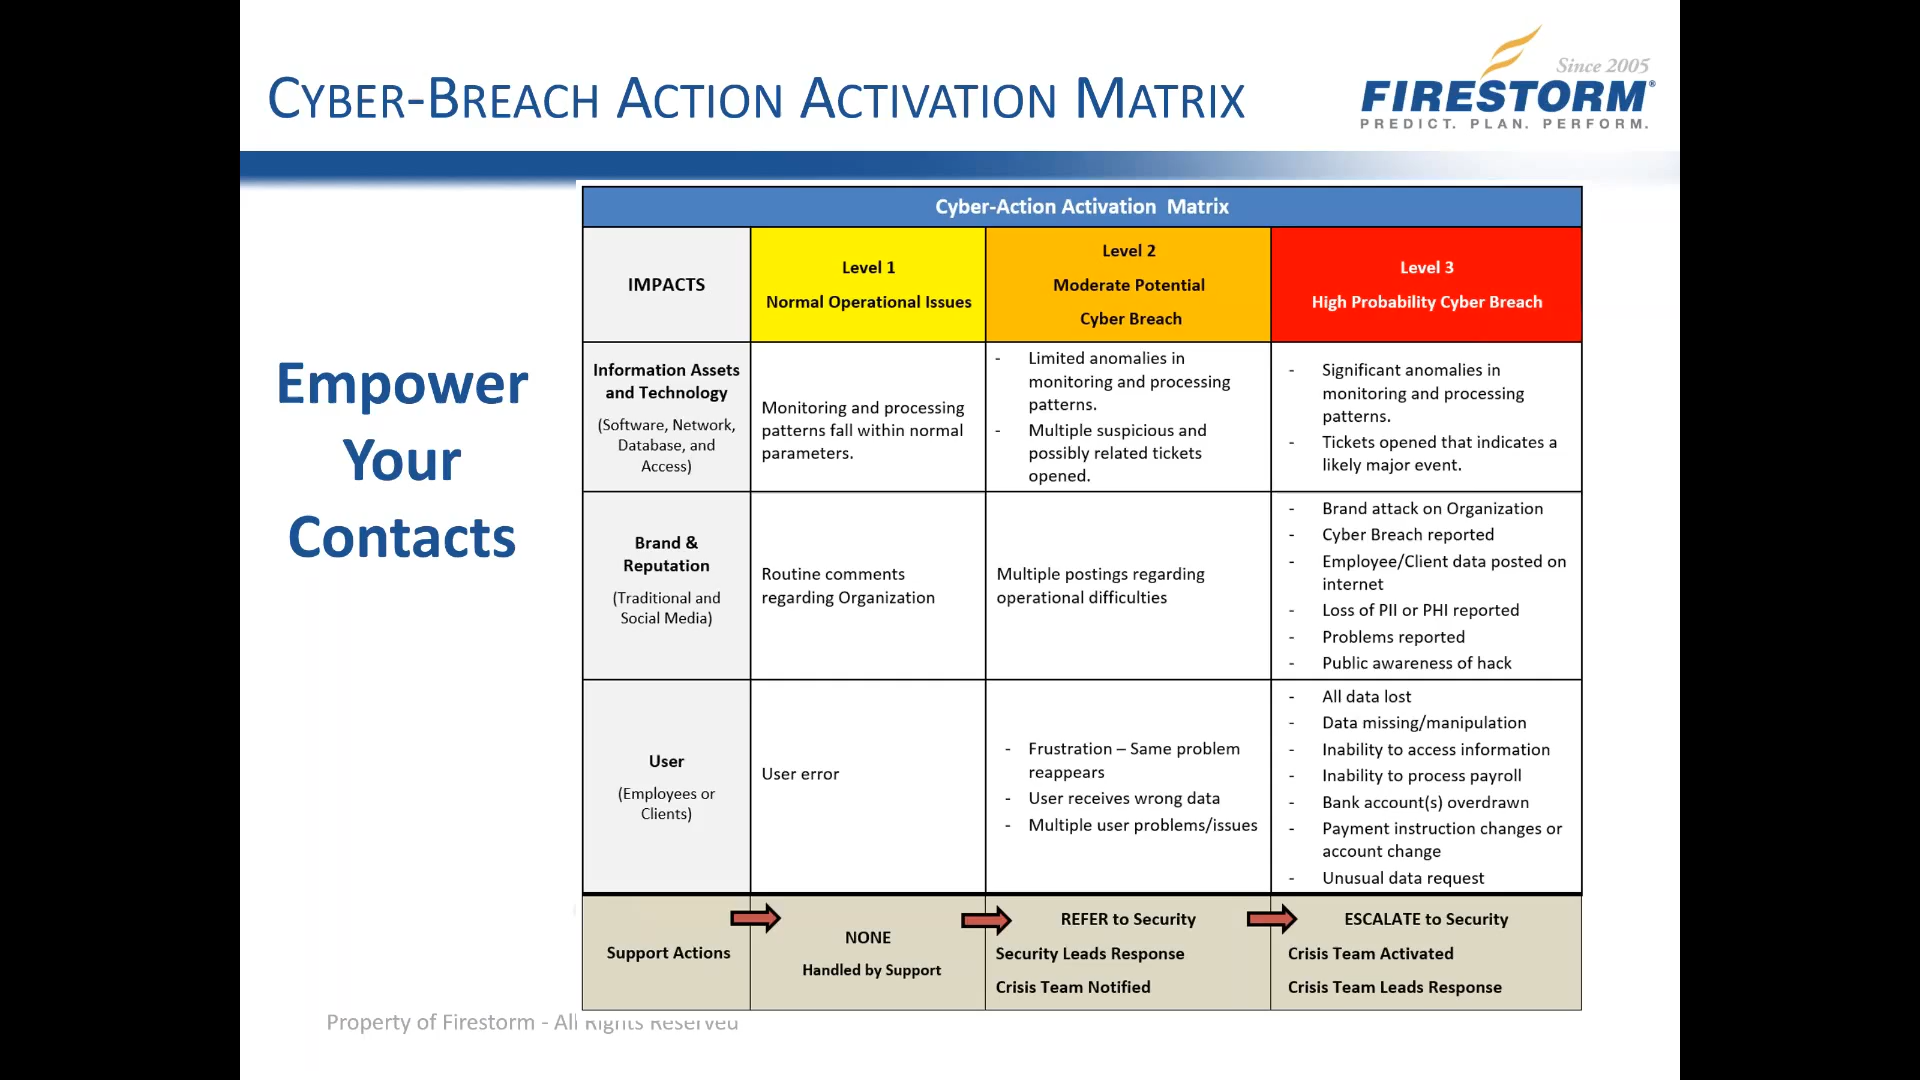 CYBER-BREACH ACTION ACTIVATION MATRIX
Since 2005
FIRESTORM®
PREDICT. PLAN. PERFORM.
Empower
Your
Contacts
Cyber-Action Activation Matrix
IMPACTS
Level 1
Normal Operational Issues
Level 2
Moderate Potential
Cyber Breach
Level 3
High Probability Cyber Breach
Information Assets
and Technology
(Software, Network,
Database, and
Access)
Monitoring and processing
patterns fall within normal
parameters.
- Limited anomalies in
monitoring and processing
patterns.
- Multiple suspicious and
possibly related tickets
opened.
- Significant anomalies in
monitoring and processing
patterns.
- Tickets opened that indicates a
likely major event.
Brand &
Reputation
(Traditional and
Social Media)
Routine comments
regarding Organization
Multiple postings regarding
operational difficulties
- Brand attack on Organization
- Cyber Breach reported
- Employee/Client data posted on
internet
- Loss of PII or PHI reported
- Problems reported
- Public awareness of hack
User
(Employees or
Clients)
User error
- Frustration – Same problem
reappears
- User receives wrong data
- Multiple user problems/issues
- All data lost
- Data missing/manipulation
- Inability to access information
- Inability to process payroll
- Bank account(s) overdrawn
- Payment instruction changes or
account change
- Unusual data request
Support Actions
NONE
Handled by Support
REFER to Security
Security Leads Response
Crisis Team Notified
ESCALATE to Security
Crisis Team Activated
Crisis Team Leads Response
Property of Firestorm - All Rights Reserved